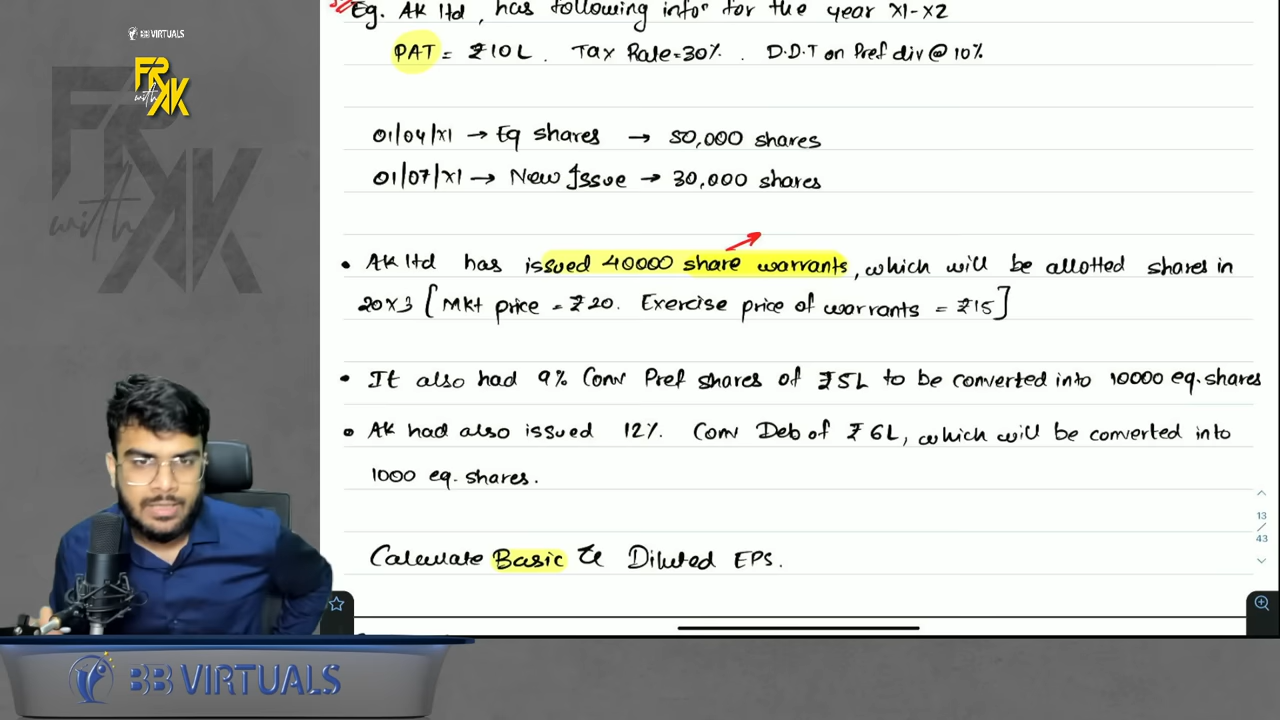 BB VIRTUALS
FR
with
AK
FR
with
AK
Eg. AK ltd, has following infoⁿ for the year X1-X2
PAT = ₹10L. Tax Rate=30%. D.D.T on Pref div @ 10%
01/04/X1 → Eq shares → 50,000 shares
01/07/X1 → New Issue → 30,000 shares
• AK ltd has issued 40000 share warrants, which will be allotted shares in
20X3 [Mkt price = ₹20. Exercise price of warrants = ₹15]
• It also had 9% Conv Pref shares of ₹5L to be converted into 10000 eq. shares
• AK had also issued 12% Conv Deb of ₹6L, which will be converted into
1000 eq. shares.
Calculate Basic & Diluted EPS.
13
/
43
BB VIRTUALS